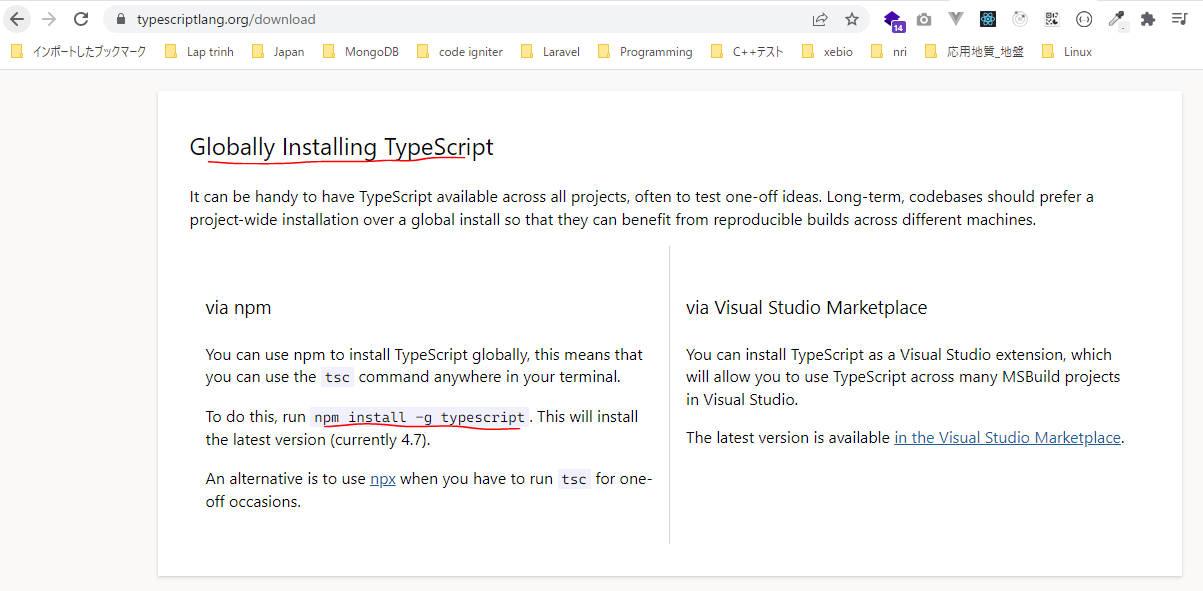 typescriptlang.org/download
14
インポートしたブックマーク Lap trinh Japan MongoDB code igniter Laravel Programming C++テスト xebio nri 応用地質_地盤 Linux
Globally Installing TypeScript
It can be handy to have TypeScript available across all projects, often to test one-off ideas. Long-term, codebases should prefer a
project-wide installation over a global install so that they can benefit from reproducible builds across different machines.
via npm
You can use npm to install TypeScript globally, this means that
you can use the tsc command anywhere in your terminal.
To do this, run npm install -g typescript. This will install
the latest version (currently 4.7).
An alternative is to use npx when you have to run tsc for one-
off occasions.
via Visual Studio Marketplace
You can install TypeScript as a Visual Studio extension, which
will allow you to use TypeScript across many MSBuild projects
in Visual Studio.
The latest version is available in the Visual Studio Marketplace.